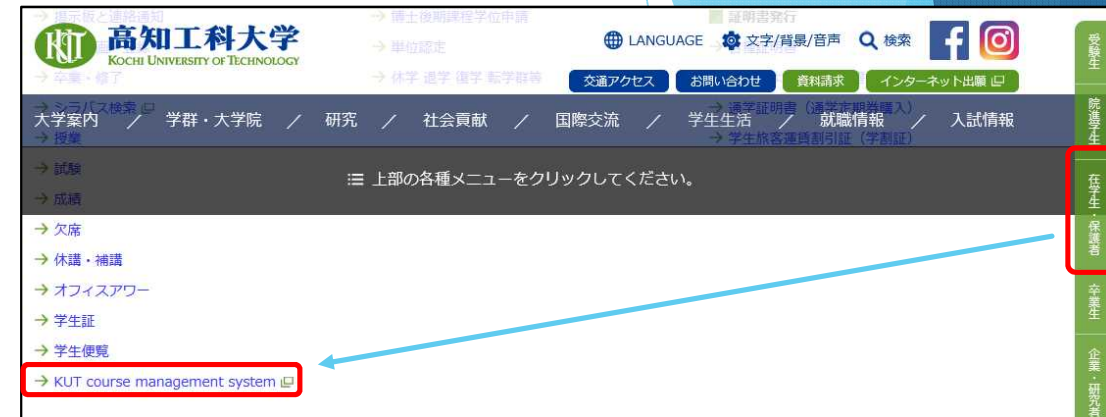 → 掲示板と連絡通知
→ 博士後期課程学位申請
証明書発行
KUT
高知工科大学
KOCHI UNIVERSITY OF TECHNOLOGY
→ 単位認定
LANGUAGE
文字/背景/音声
検索
→ 卒業・修了
→ 休学 退学 復学 転学群等
交通アクセス
お問い合わせ
資料請求
インターネット出願
→ シラバス検索
→ 通学証明書（通学定期券購入）
大学案内 / 学群・大学院 / 研究 / 社会貢献 / 国際交流 / 学生生活 / 就職情報 / 入試情報
→ 授業
→ 学生旅客運賃割引証（学割証）
→ 試験
上部の各種メニューをクリックしてください。
→ 成績
→ 欠席
→ 休講・補講
→ オフィスアワー
→ 学生証
→ 学生便覧
→ KUT course management system
受験生
院進学生
在学生・保護者
卒業生
企業・研究者